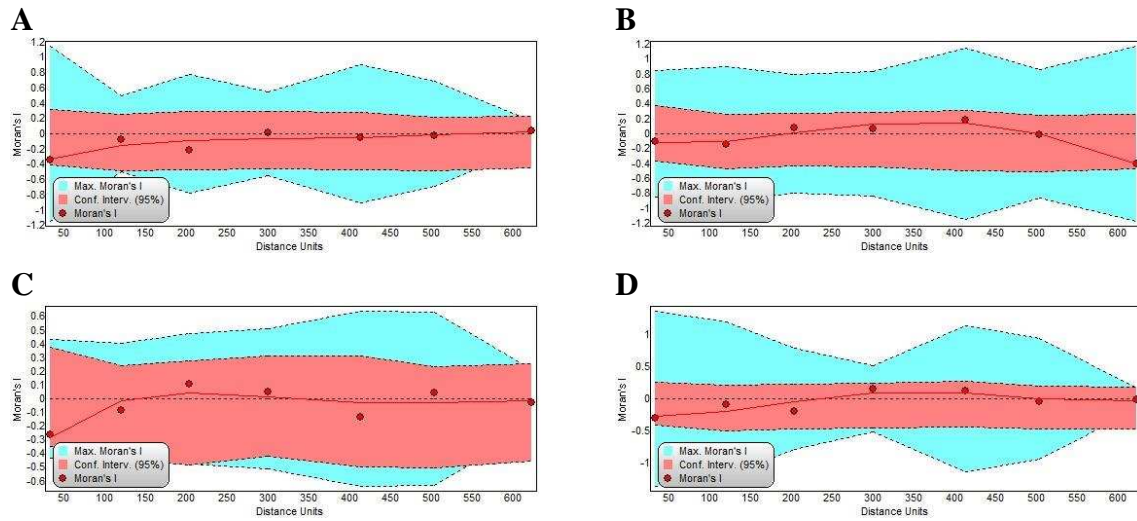 A
Moran's I
1.2
1
0.8
0.6
0.4
0.2
0
-0.2
-0.4
-0.6
-0.8
-1
-1.2
Max. Moran's I
Conf. Interv. (95%)
Moran's I
50 100 150 200 250 300 350 400 450 500 550 600
Distance Units
B
Moran's I
1.2
1
0.8
0.6
0.4
0.2
0
-0.2
-0.4
-0.6
-0.8
-1
-1.2
Max. Moran's I
Conf. Interv. (95%)
Moran's I
50 100 150 200 250 300 350 400 450 500 550 600
Distance Units
C
Moran's I
0.6
0.5
0.4
0.3
0.2
0.1
0
-0.1
-0.2
-0.3
-0.4
-0.5
-0.6
Max. Moran's I
Conf. Interv. (95%)
Moran's I
50 100 150 200 250 300 350 400 450 500 550 600
Distance Units
D
Moran's I
1
0.5
0
-0.5
-1
Max. Moran's I
Conf. Interv. (95%)
Moran's I
50 100 150 200 250 300 350 400 450 500 550 600
Distance Units